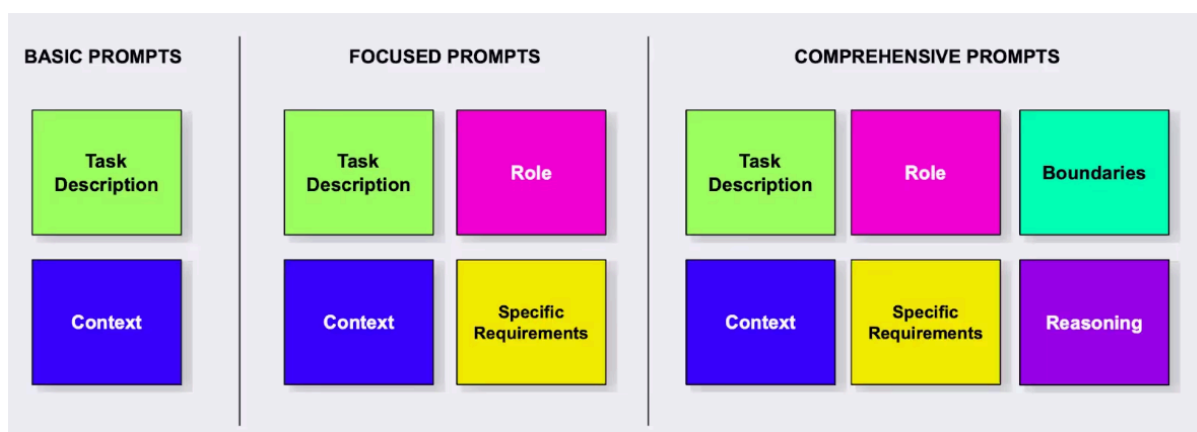 BASIC PROMPTS
Task
Description
Context
FOCUSED PROMPTS
Task
Description
Role
Context
Specific
Requirements
COMPREHENSIVE PROMPTS
Task
Description
Role
Boundaries
Context
Specific
Requirements
Reasoning